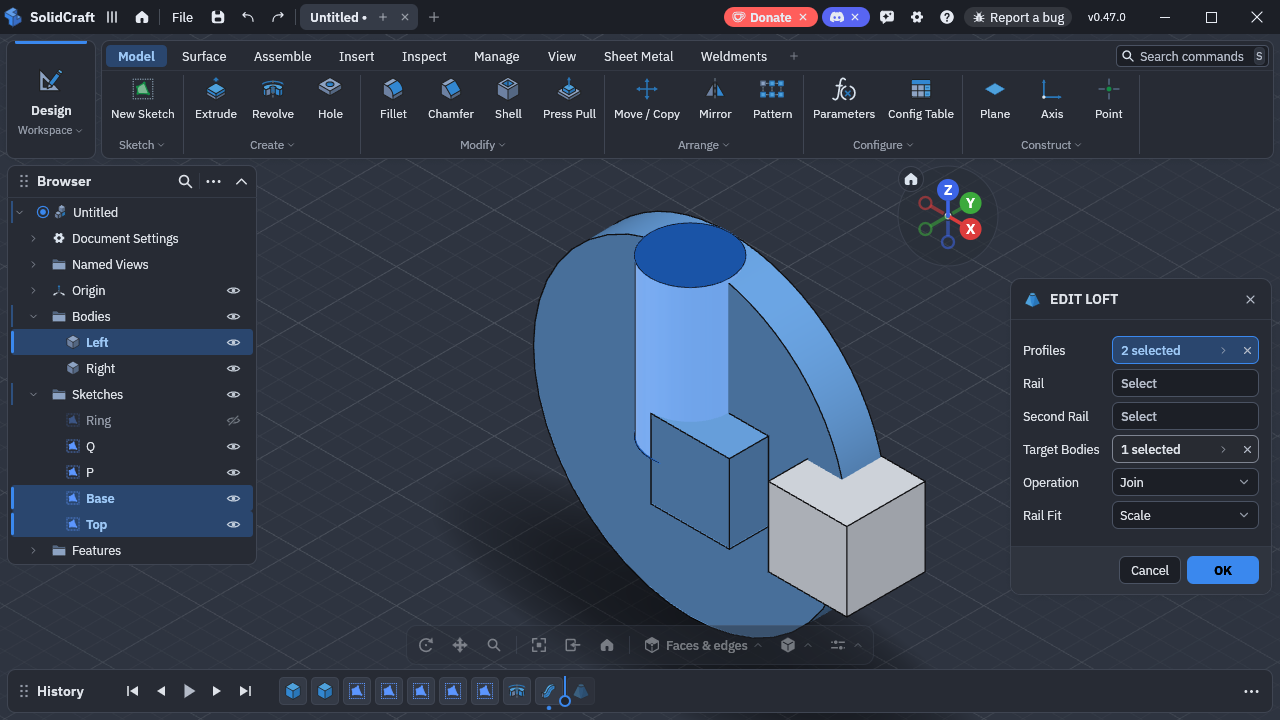 SolidCraft
File
Untitled •
Donate
Report a bug
v0.47.0
Design
Workspace
Model
Surface
Assemble
Insert
Inspect
Manage
View
Sheet Metal
Weldments
Search commands
S
New Sketch
Extrude
Revolve
Hole
Fillet
Chamfer
Shell
Press Pull
Move / Copy
Mirror
Pattern
Parameters
Config Table
Plane
Axis
Point
Sketch
Create
Modify
Arrange
Configure
Construct
Browser
Untitled
Document Settings
Named Views
Origin
Bodies
Left
Right
Sketches
Ring
Q
P
Base
Top
Features
Z
Y
X
EDIT LOFT
Profiles
2 selected
Rail
Select
Second Rail
Select
Target Bodies
1 selected
Operation
Join
Rail Fit
Scale
Cancel
OK
Faces & edges
History